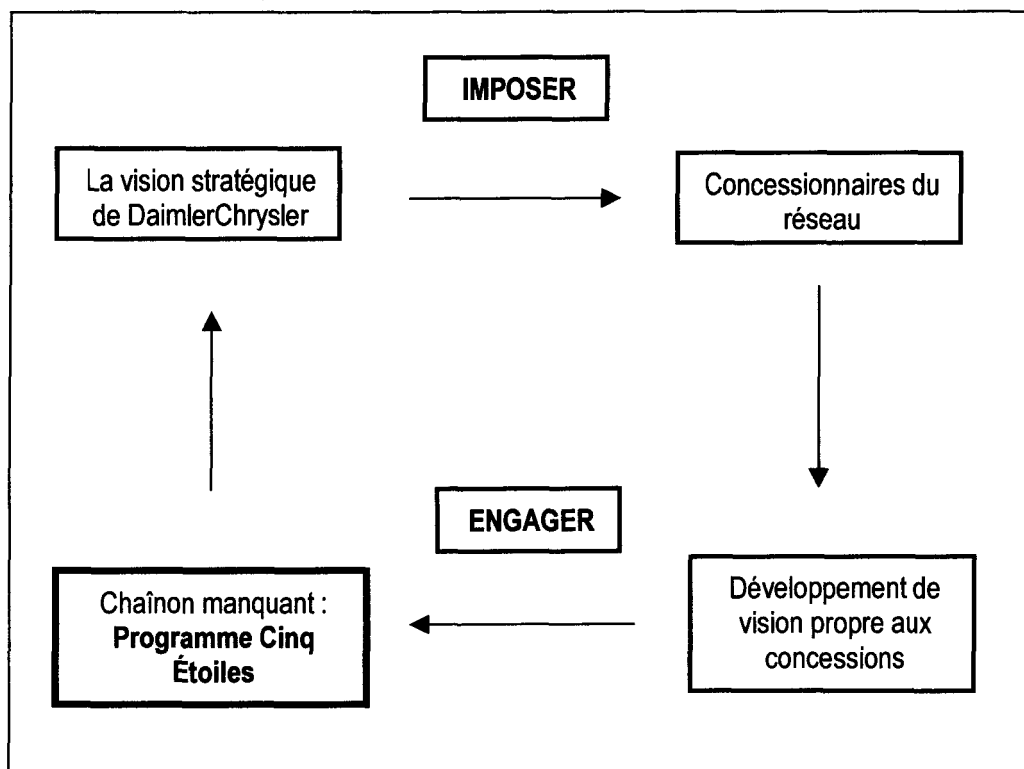 IMPOSER
La vision stratégique
de DaimlerChrysler
Concessionnaires du
réseau
ENGAGER
Chaînon manquant :
Programme Cinq
Étoiles
Développement de
vision propre aux
concessions